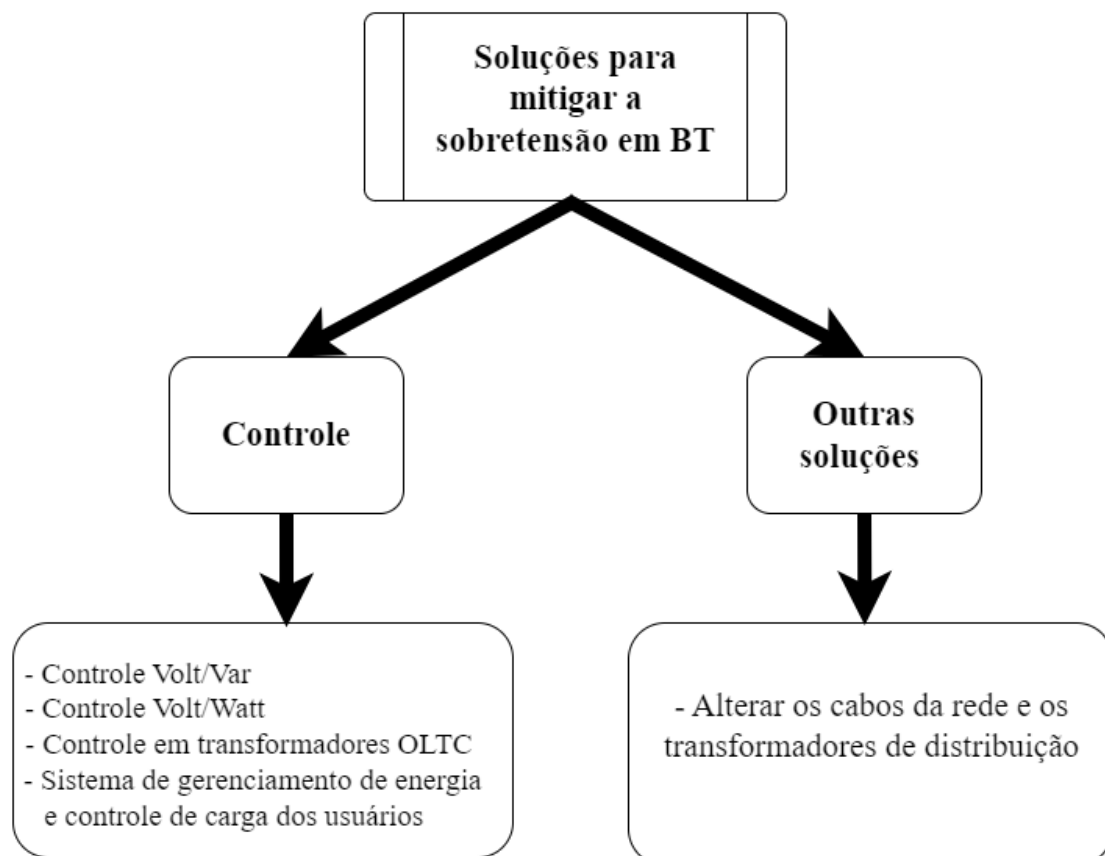 Soluções para
mitigar a
sobretensão em BT
Controle
Outras
soluções
- Controle Volt/Var
- Controle Volt/Watt
- Controle em transformadores OLTC
- Sistema de gerenciamento de energia
e controle de carga dos usuários
- Alterar os cabos da rede e os
transformadores de distribuição